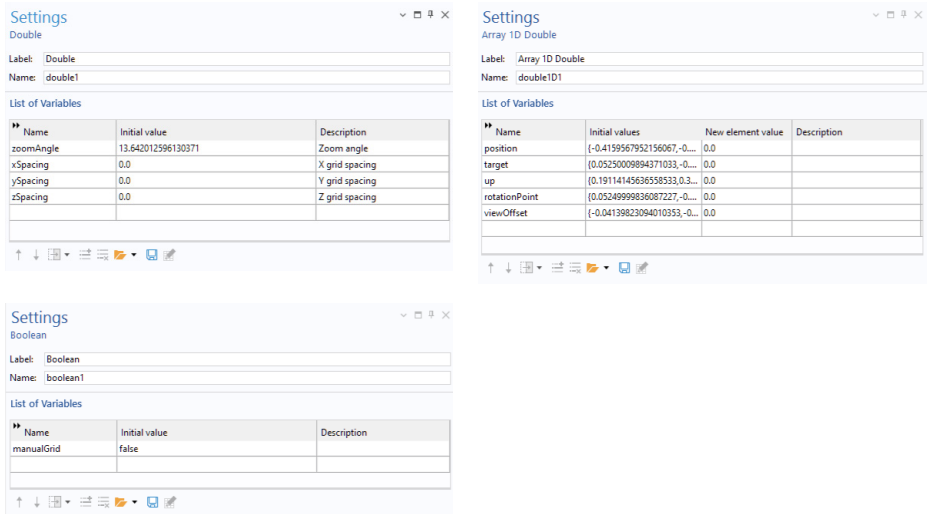 Settings
Double
Label: Double
Name: double1
List of Variables
Name Initial value Description
zoomAngle 13.642012596130371 Zoom angle
xSpacing 0.0 X grid spacing
ySpacing 0.0 Y grid spacing
zSpacing 0.0 Z grid spacing
Settings
Array 1D Double
Label: Array 1D Double
Name: double1D1
List of Variables
Name Initial values New element value Description
position {-0.4159567952156067,-0.... 0.0
target {0.05250009894371033,-0.... 0.0
up {0.19114145636558533,0.3... 0.0
rotationPoint {0.05249999836087227,-0.... 0.0
viewOffset {-0.04139823094010353,-0... 0.0
Settings
Boolean
Label: Boolean
Name: boolean1
List of Variables
Name Initial value Description
manualGrid false